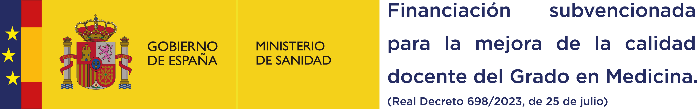 GOBIERNO
DE ESPAÑA
MINISTERIO
DE SANIDAD
Financiación subvencionada
para la mejora de la calidad
docente del Grado en Medicina.
(Real Decreto 698/2023, de 25 de julio)